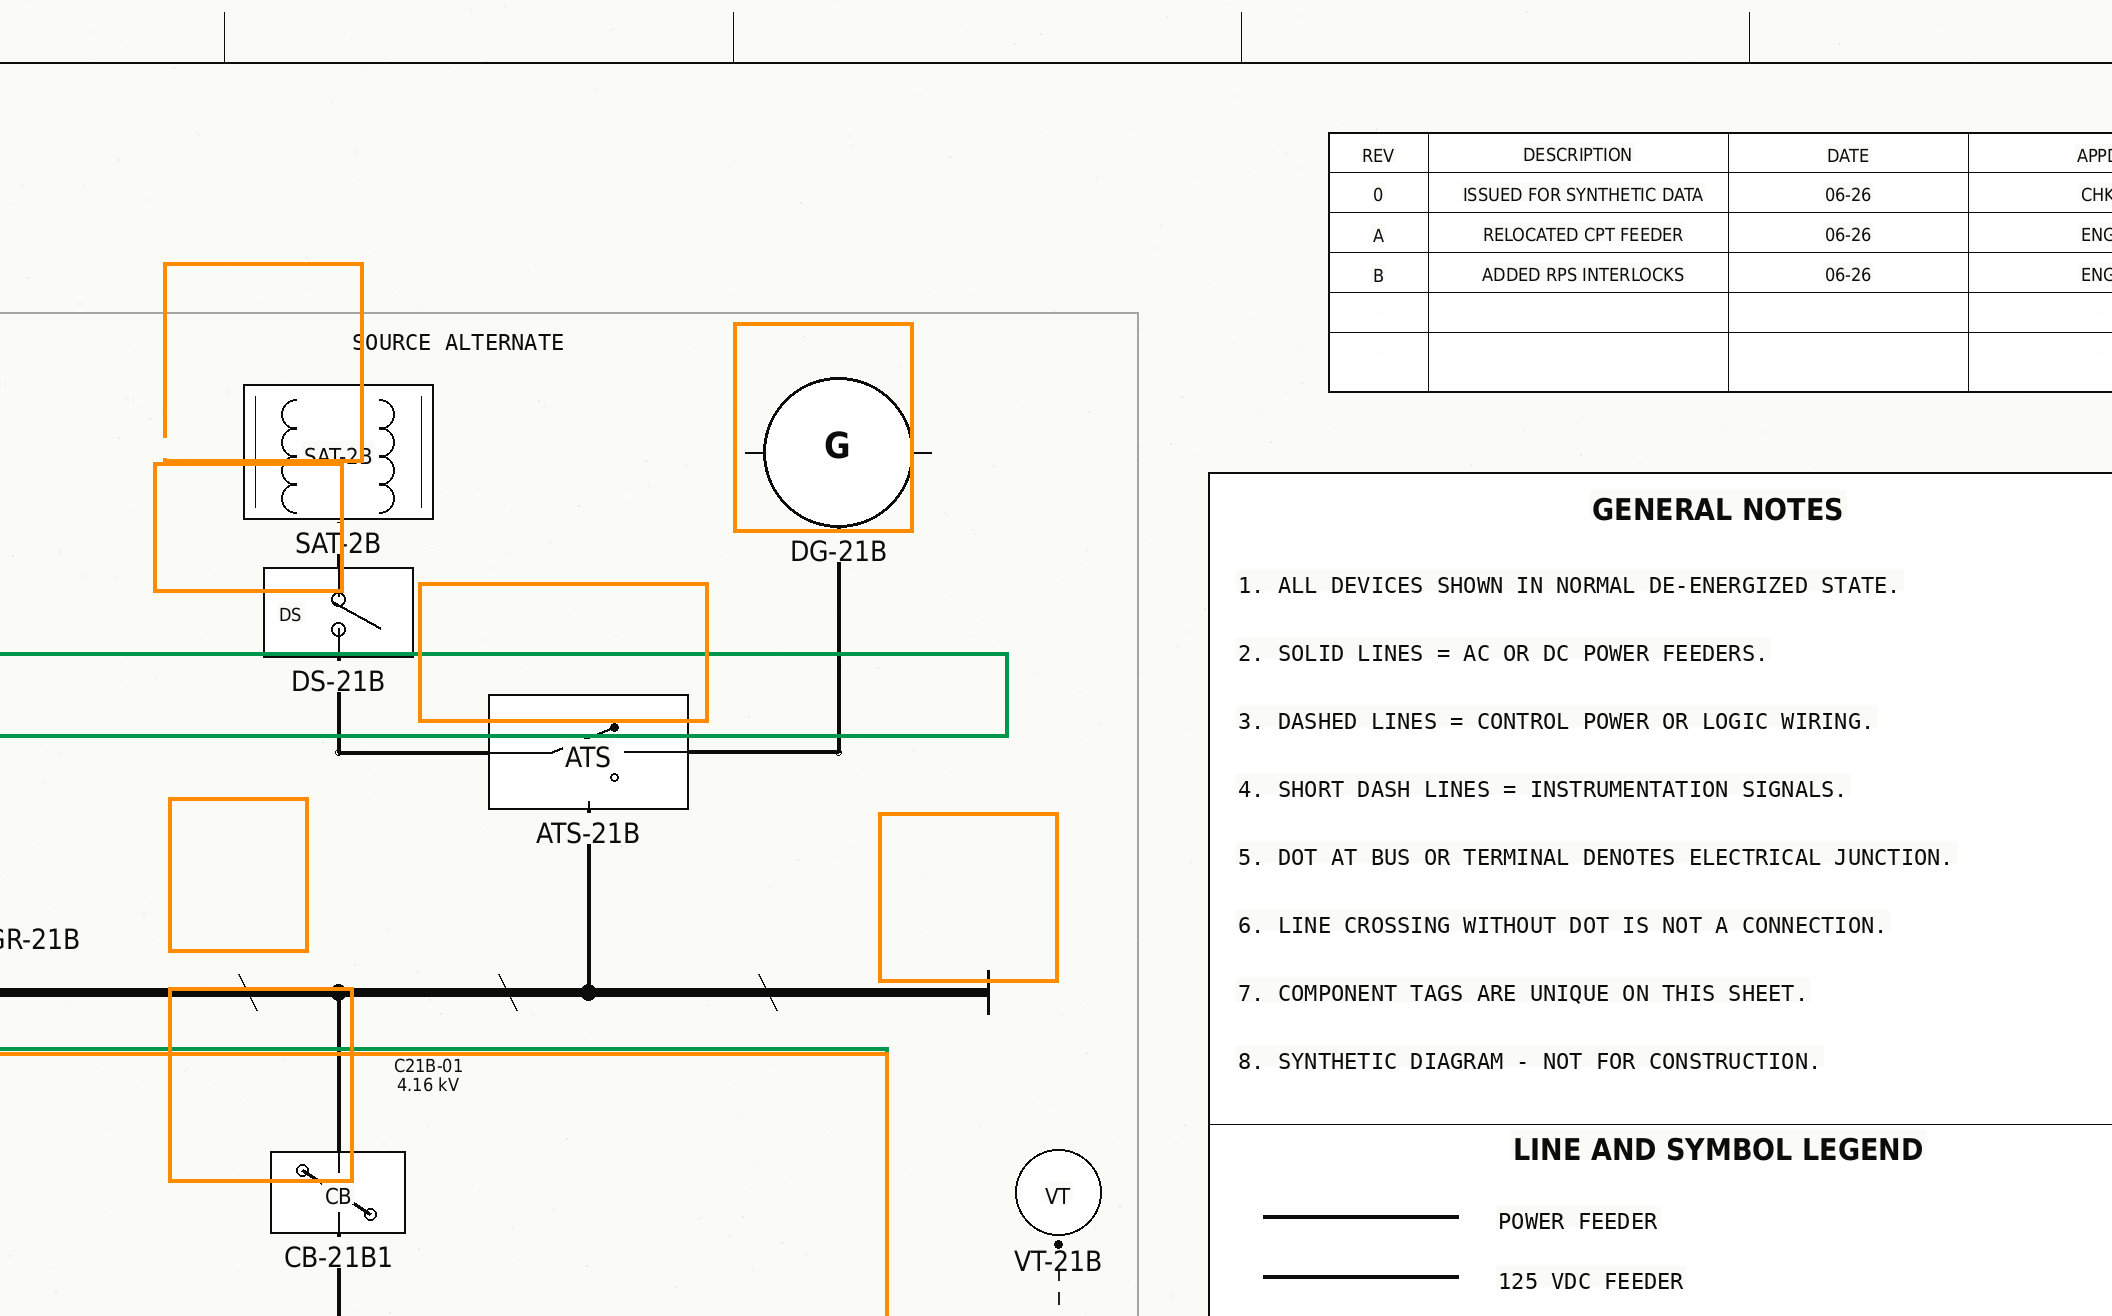 REV DESCRIPTION DATE
0 ISSUED FOR SYNTHETIC DATA 06-26
A RELOCATED CPT FEEDER 06-26
B ADDED RPS INTERLOCKS 06-26
SOURCE ALTERNATE
SAT-2B
SAT-2B
G
DG-21B
DS
DS-21B
ATS
ATS-21B
GR-21B
C21B-01
4.16 kV
CB
CB-21B1
VT
VT-21B
GENERAL NOTES
1. ALL DEVICES SHOWN IN NORMAL DE-ENERGIZED STATE.
2. SOLID LINES = AC OR DC POWER FEEDERS.
3. DASHED LINES = CONTROL POWER OR LOGIC WIRING.
4. SHORT DASH LINES = INSTRUMENTATION SIGNALS.
5. DOT AT BUS OR TERMINAL DENOTES ELECTRICAL JUNCTION.
6. LINE CROSSING WITHOUT DOT IS NOT A CONNECTION.
7. COMPONENT TAGS ARE UNIQUE ON THIS SHEET.
8. SYNTHETIC DIAGRAM - NOT FOR CONSTRUCTION.
LINE AND SYMBOL LEGEND
POWER FEEDER
125 VDC FEEDER